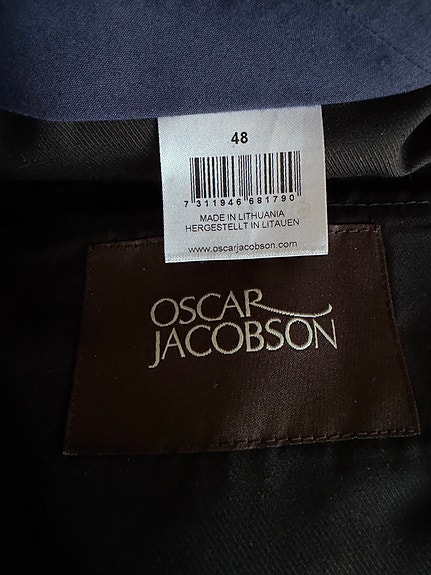 48
7 311946 681790
MADE IN LITHUANIA
HERGESTELLT IN LITAUEN
www.oscarjacobson.com
OSCAR
JACOBSON